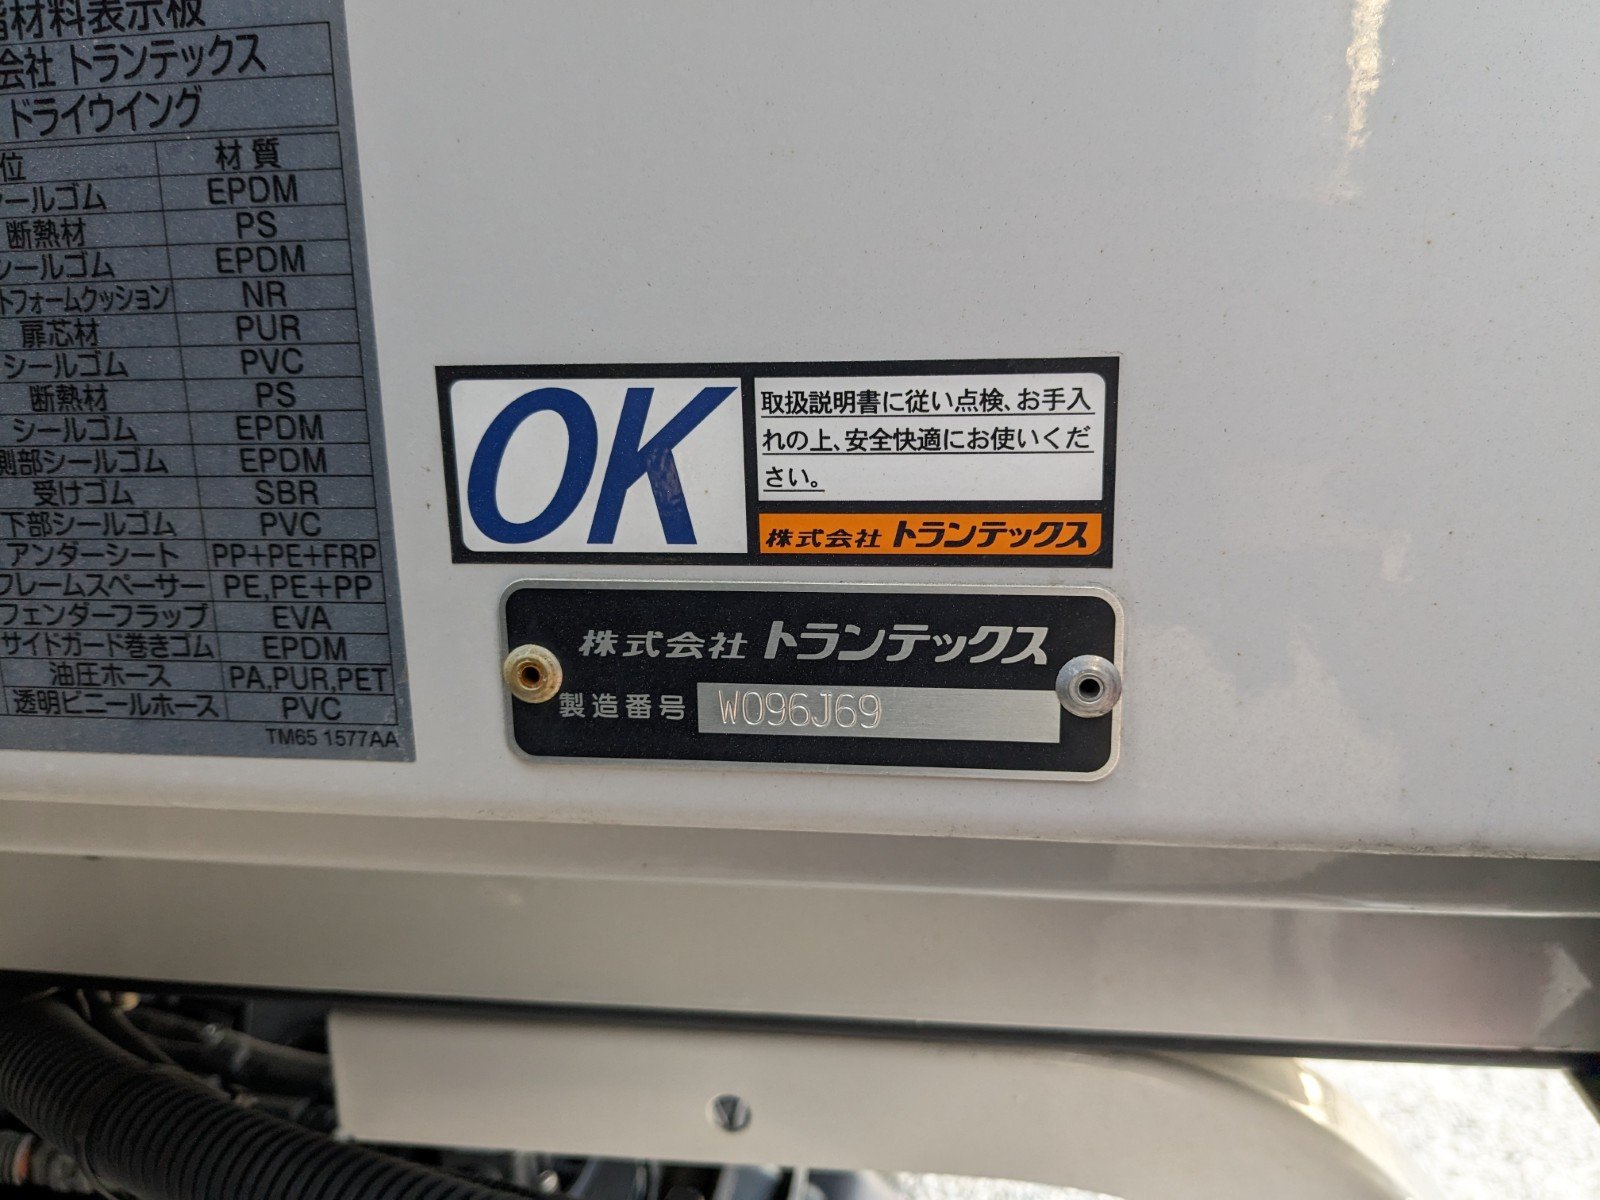 材料表示板
会社 トランテックス
ドライウイング
位 材質
ールゴム EPDM
断熱材 PS
シールゴム EPDM
トフォームクッション NR
扉芯材 PUR
シールゴム PVC
断熱材 PS
シールゴム EPDM
側部シールゴム EPDM
受けゴム SBR
下部シールゴム PVC
アンダーシート PP+PE+FRP
フレームスペーサー PE,PE+PP
フェンダーフラップ EVA
サイドガード巻きゴム EPDM
油圧ホース PA,PUR,PET
透明ビニールホース PVC
TM65 1577AA
OK
取扱説明書に従い点検、お手入
れの上、安全快適にお使いくだ
さい。
株式会社 トランテックス
株式会社 トランテックス
製造番号 W096J69